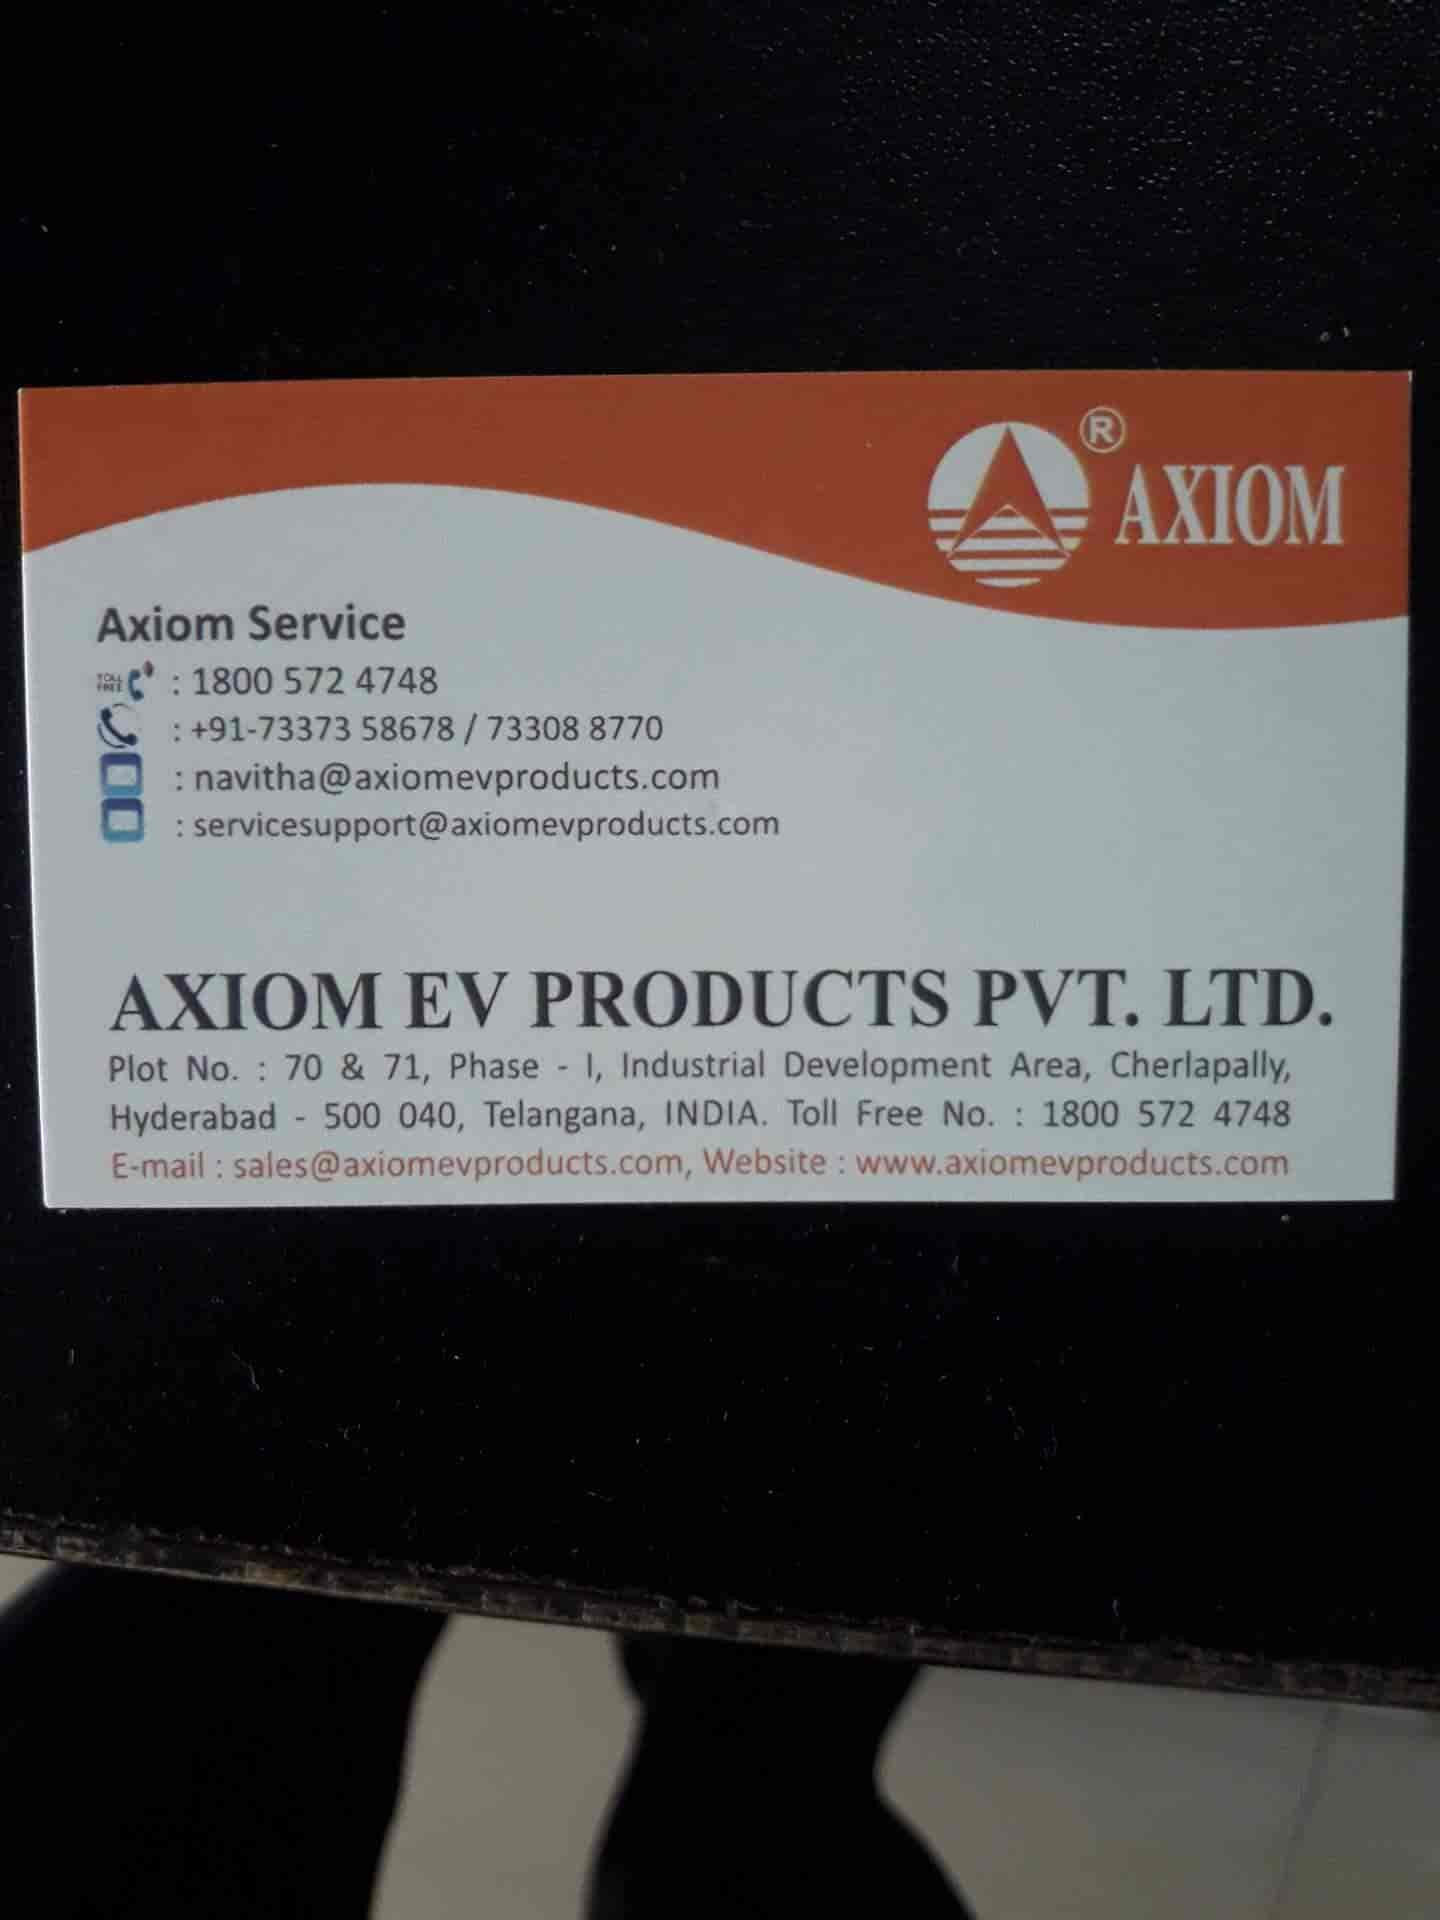 ®
AXIOM
Axiom Service
TOLL FREE : 1800 572 4748
: +91-73373 58678 / 73308 8770
: navitha@axiomevproducts.com
: servicesupport@axiomevproducts.com
AXIOM EV PRODUCTS PVT. LTD.
Plot No. : 70 & 71, Phase - I, Industrial Development Area, Cherlapally,
Hyderabad - 500 040, Telangana, INDIA. Toll Free No. : 1800 572 4748
E-mail : sales@axiomevproducts.com, Website : www.axiomevproducts.com